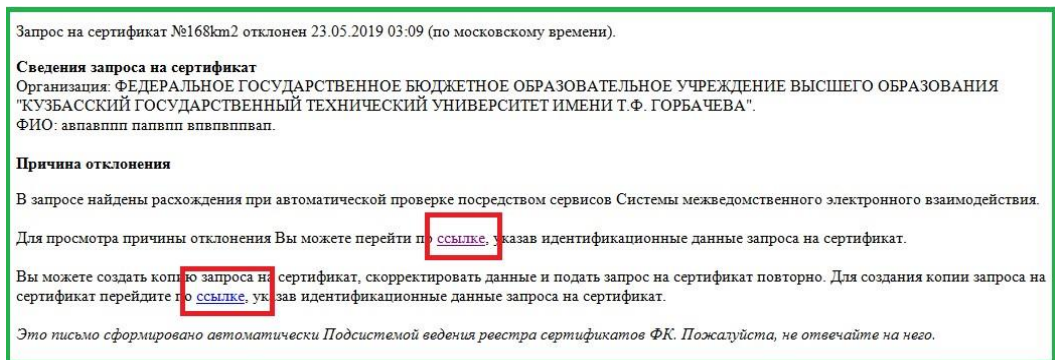 Запрос на сертификат №168km2 отклонен 23.05.2019 03:09 (по московскому времени).
Сведения запроса на сертификат
Организация: ФЕДЕРАЛЬНОЕ ГОСУДАРСТВЕННОЕ БЮДЖЕТНОЕ ОБРАЗОВАТЕЛЬНОЕ УЧРЕЖДЕНИЕ ВЫСШЕГО ОБРАЗОВАНИЯ
"КУЗБАССКИЙ ГОСУДАРСТВЕННЫЙ ТЕХНИЧЕСКИЙ УНИВЕРСИТЕТ ИМЕНИ Т.Ф. ГОРБАЧЕВА".
ФИО: авпавппп папвпп впвпвппвап.
Причина отклонения
В запросе найдены расхождения при автоматической проверке посредством сервисов Системы межведомственного электронного взаимодействия.
Для просмотра причины отклонения Вы можете перейти по ссылке, указав идентификационные данные запроса на сертификат.
Вы можете создать копию запроса на сертификат, скорректировать данные и подать запрос на сертификат повторно. Для создания копии запроса на
сертификат перейдите по ссылке, указав идентификационные данные запроса на сертификат.
Это письмо сформировано автоматически Подсистемой ведения реестра сертификатов ФК. Пожалуйста, не отвечайте на него.